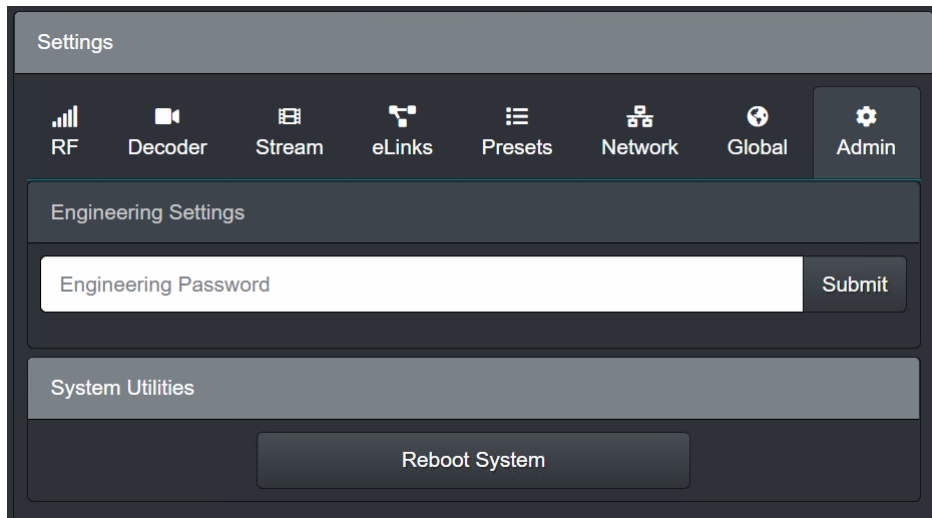 Settings
RF Decoder Stream eLinks Presets Network Global Admin
Engineering Settings
Engineering Password Submit
System Utilities
Reboot System